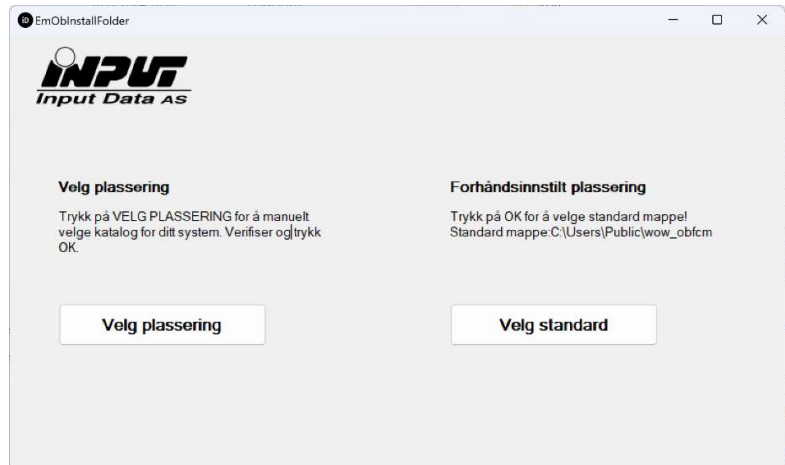 iD EmObInstallFolder
INPUT
Input Data AS
Velg plassering
Trykk på VELG PLASSERING for å manuelt
velge katalog for ditt system. Verifiser og trykk
OK.
Velg plassering
Forhåndsinnstilt plassering
Trykk på OK for å velge standard mappe!
Standard mappe:C:\Users\Public\wow_obfcm
Velg standard